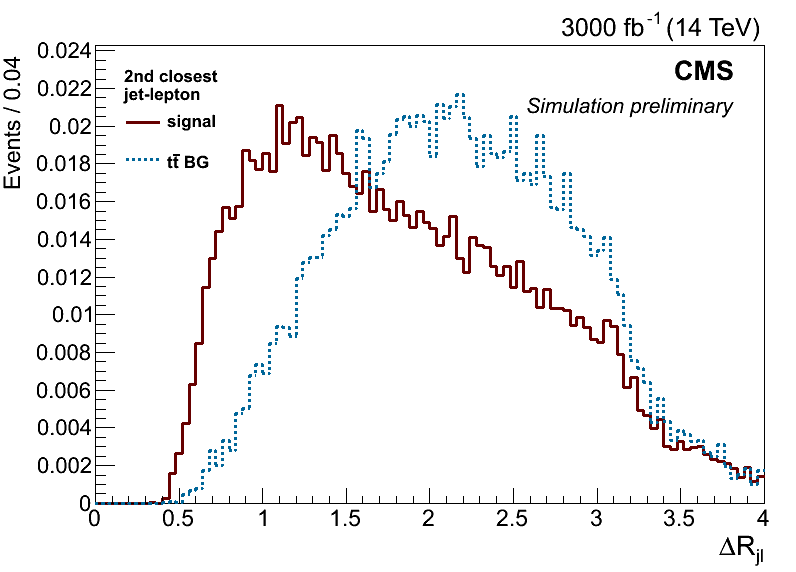 3000 fb⁻¹ (14 TeV)
CMS
Simulation preliminary
2nd closest
jet-lepton
signal
tt̄ BG
Events / 0.04
0.024
0.022
0.02
0.018
0.016
0.014
0.012
0.01
0.008
0.006
0.004
0.002
0
0 0.5 1 1.5 2 2.5 3 3.5 4
ΔR_jl